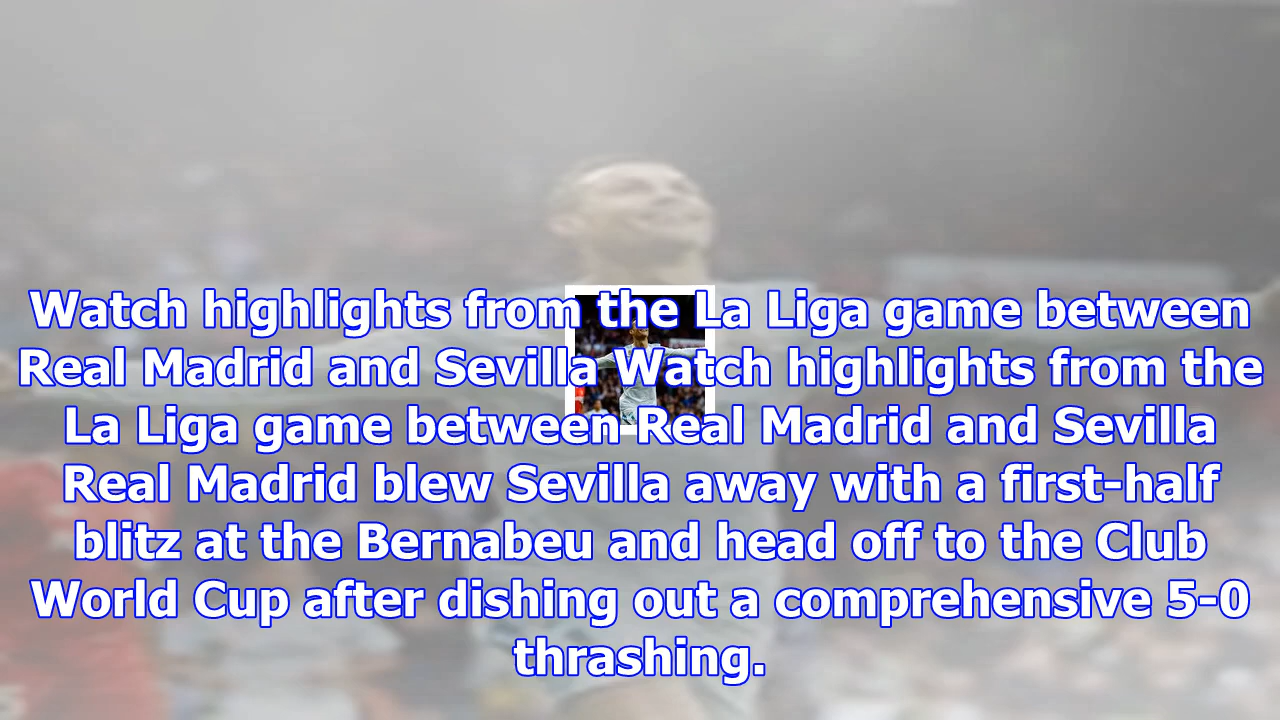 Watch highlights from the La Liga game between
Real Madrid and Sevilla Watch highlights from the
La Liga game between Real Madrid and Sevilla
Real Madrid blew Sevilla away with a first-half
blitz at the Bernabeu and head off to the Club
World Cup after dishing out a comprehensive 5-0
thrashing.